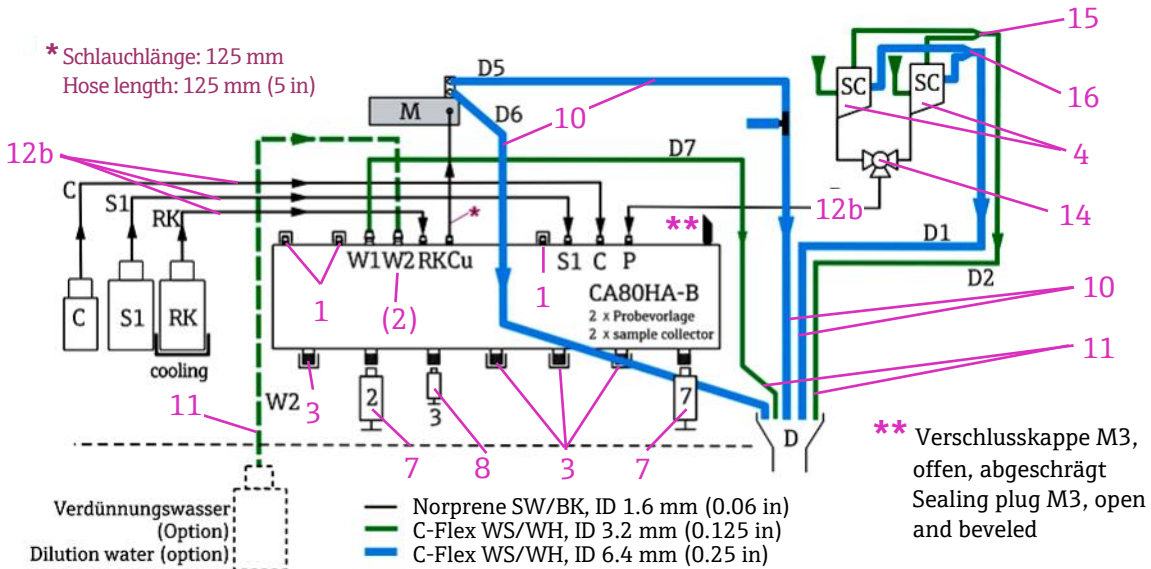 * Schlauchlänge: 125 mm
Hose length: 125 mm (5 in)
15
D5
SC
SC
16
M
D6
10
4
12b
D7
C
S1
RK
*
12b
14
**
D1
D2
W1 W2 RK Cu
S1 C P
1
(2)
1
CA80HA-B
2 x Probevorlage
2 x sample collector
10
C
S1
RK
cooling
11
W2
3
2
3
7
11
7
8
3
7
D
** Verschlusskappe M3,
offen, abgeschrägt
Sealing plug M3, open
and beveled
Verdünnungswasser
(Option)
Dilution water (option)
Norprene SW/BK, ID 1.6 mm (0.06 in)
C-Flex WS/WH, ID 3.2 mm (0.125 in)
C-Flex WS/WH, ID 6.4 mm (0.25 in)